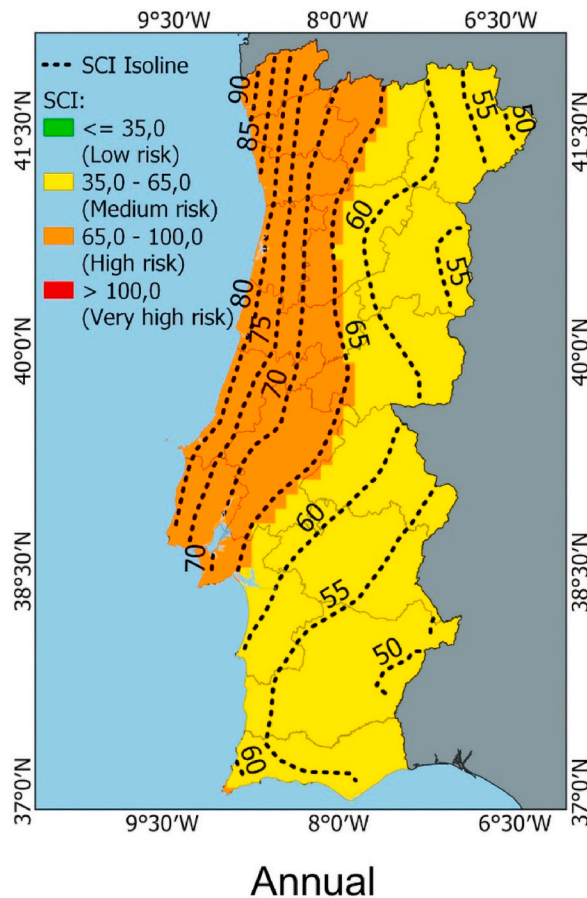 9°30'W 8°0'W 6°30'W
SCI Isoline
SCI:
<= 35,0
(Low risk)
35,0 - 65,0
(Medium risk)
65,0 - 100,0
(High risk)
> 100,0
(Very high risk)
41°30'N
40°0'N
38°30'N
37°0'N
41°30'N
40°0'N
38°30'N
37°0'N
90
85
80
75
70
65
60
55
50
55
70
60
55
50
60
9°30'W 8°0'W 6°30'W
Annual